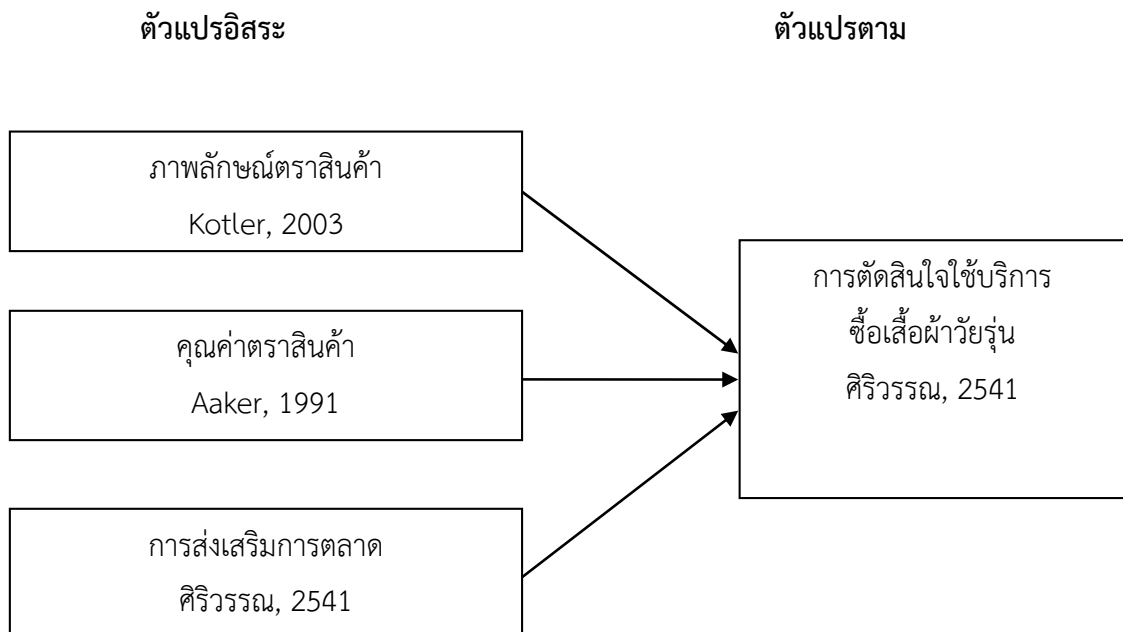 ตัวแปรอิสระ
ตัวแปรตาม
ภาพลักษณ์ตราสินค้า
Kotler, 2003
คุณค่าตราสินค้า
Aaker, 1991
การส่งเสริมการตลาด
ศิริวรรณ, 2541
การตัดสินใจใช้บริการ
ซื้อเสื้อผ้าวัยรุ่น
ศิริวรรณ, 2541